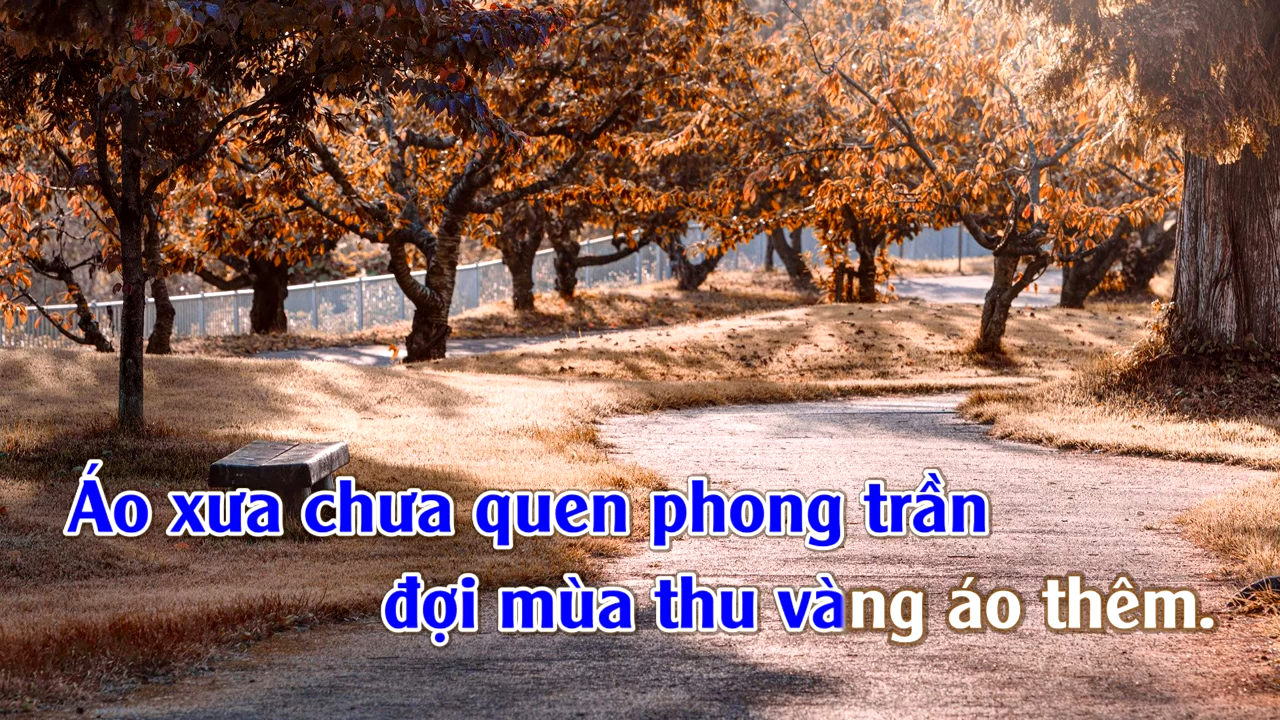 Áo xưa chưa quen phong trần
đợi mùa thu vàng áo thêm.